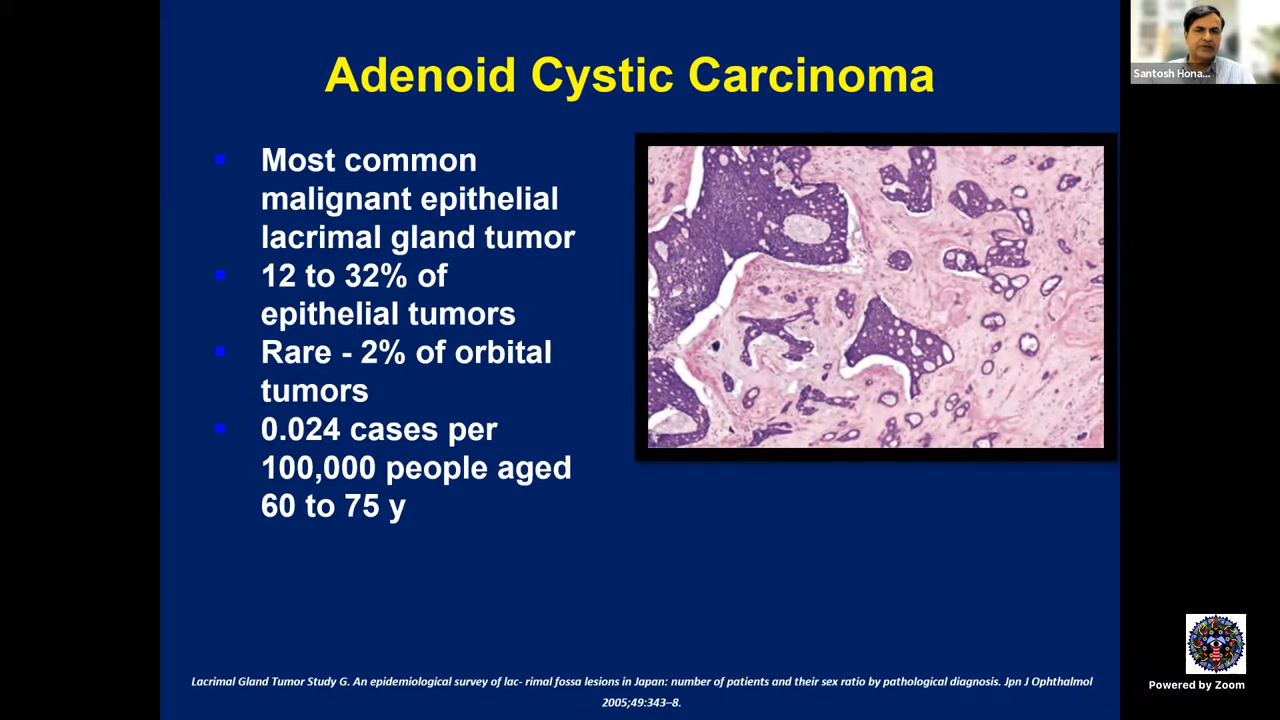 Adenoid Cystic Carcinoma
Most common
malignant epithelial
lacrimal gland tumor
12 to 32% of
epithelial tumors
Rare - 2% of orbital
tumors
0.024 cases per
100,000 people aged
60 to 75 y
Lacrimal Gland Tumor Study G. An epidemiological survey of lac- rimal fossa lesions in Japan: number of patients and their sex ratio by pathological diagnosis. Jpn J Ophthalmol
2005;49:343–8.
Santosh Hona...
Powered by Zoom